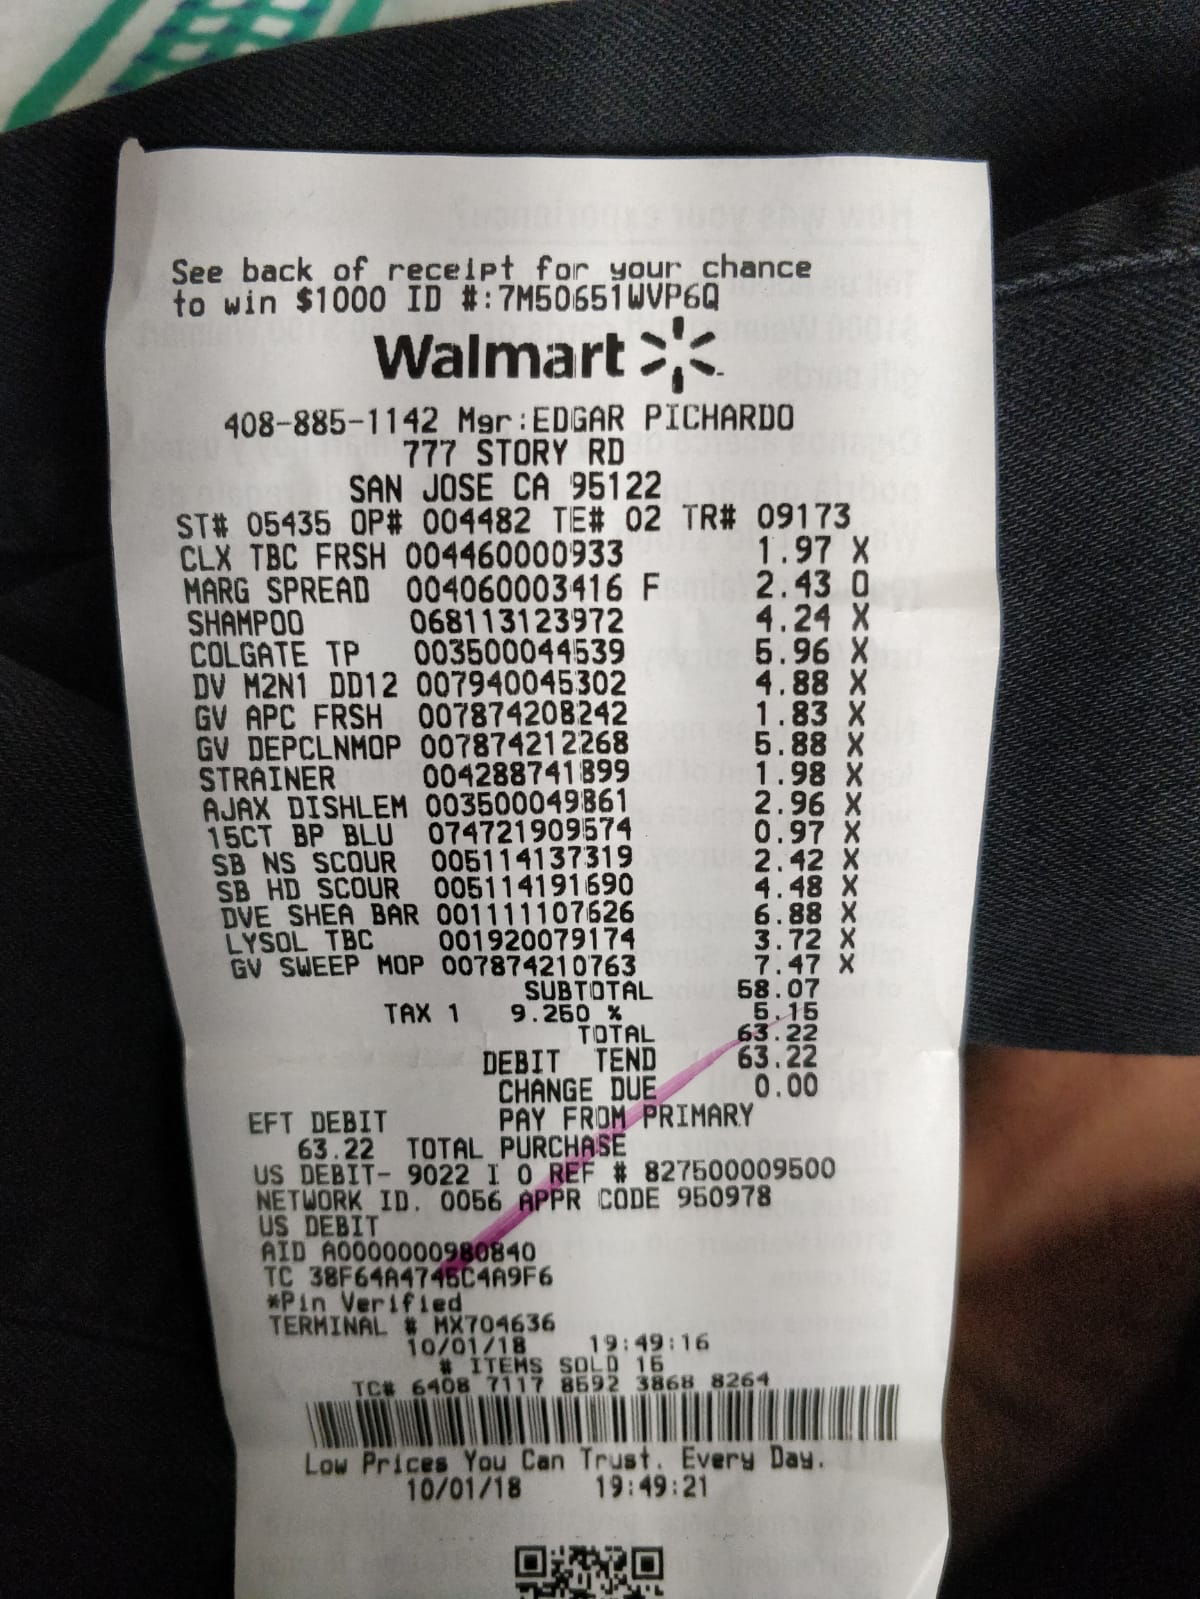 See back of receipt for your chance
to win $1000 ID #:7M50651WVP6Q
Walmart
408-885-1142 Mgr:EDGAR PICHARDO
777 STORY RD
SAN JOSE CA 95122
ST# 05435 OP# 004482 TE# 02 TR# 09173
CLX TBC FRSH 004460000933 1.97 X
MARG SPREAD 004060003416 F 2.43 O
SHAMPOO 068113123972 4.24 X
COLGATE TP 003500044539 5.96 X
DV M2N1 DD12 007940045302 4.88 X
GV APC FRSH 007874208242 1.83 X
GV DEPCLNMOP 007874212268 5.88 X
STRAINER 004288741899 1.98 X
AJAX DISHLEM 003500049861 2.96 X
15CT BP BLU 074721909574 0.97 X
SB NS SCOUR 005114137319 2.42 X
SB HD SCOUR 005114191690 4.48 X
DVE SHEA BAR 001111107626 6.88 X
LYSOL TBC 001920079174 3.72 X
GV SWEEP MOP 007874210763 7.47 X
SUBTOTAL 58.07
TAX 1 9.250 % 5.15
TOTAL 63.22
DEBIT TEND 63.22
CHANGE DUE 0.00
EFT DEBIT PAY FROM PRIMARY
63.22 TOTAL PURCHASE
US DEBIT- 9022 I 0 REF # 827500009500
NETWORK ID. 0056 APPR CODE 950978
US DEBIT
AID A0000000980840
TC 38F64A4745C4A9F6
*Pin Verified
TERMINAL # MX704636
10/01/18 19:49:16
# ITEMS SOLD 15
TC# 6408 7117 8592 3868 8264
Low Prices You Can Trust. Every Day.
10/01/18 19:49:21